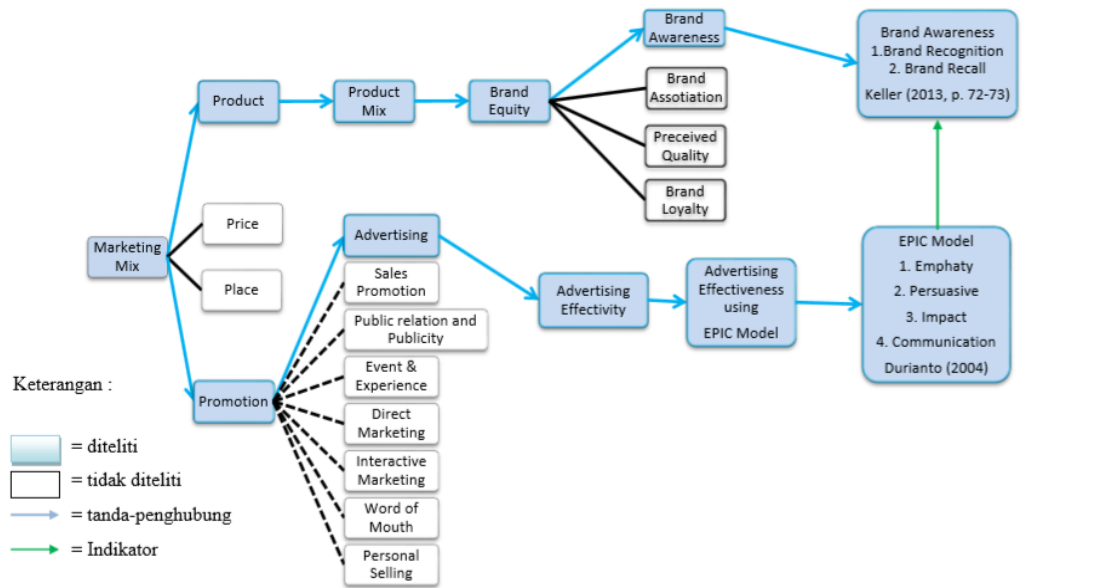 Brand
Awareness
Brand Awareness
1.Brand Recognition
2. Brand Recall
Keller (2013, p. 72-73)
Product
Product
Mix
Brand
Equity
Brand
Assotiation
Preceived
Quality
Brand
Loyalty
Price
Marketing
Mix
Place
Advertising
Sales
Promotion
Public relation and
Publicity
Event &
Experience
Direct
Marketing
Interactive
Marketing
Word of
Mouth
Personal
Selling
Promotion
Advertising
Effectivity
Advertising
Effectiveness
using
EPIC Model
EPIC Model
1. Emphaty
2. Persuasive
3. Impact
4. Communication
Durianto (2004)
Keterangan :
= diteliti
= tidak diteliti
= tanda-penghubung
= Indikator